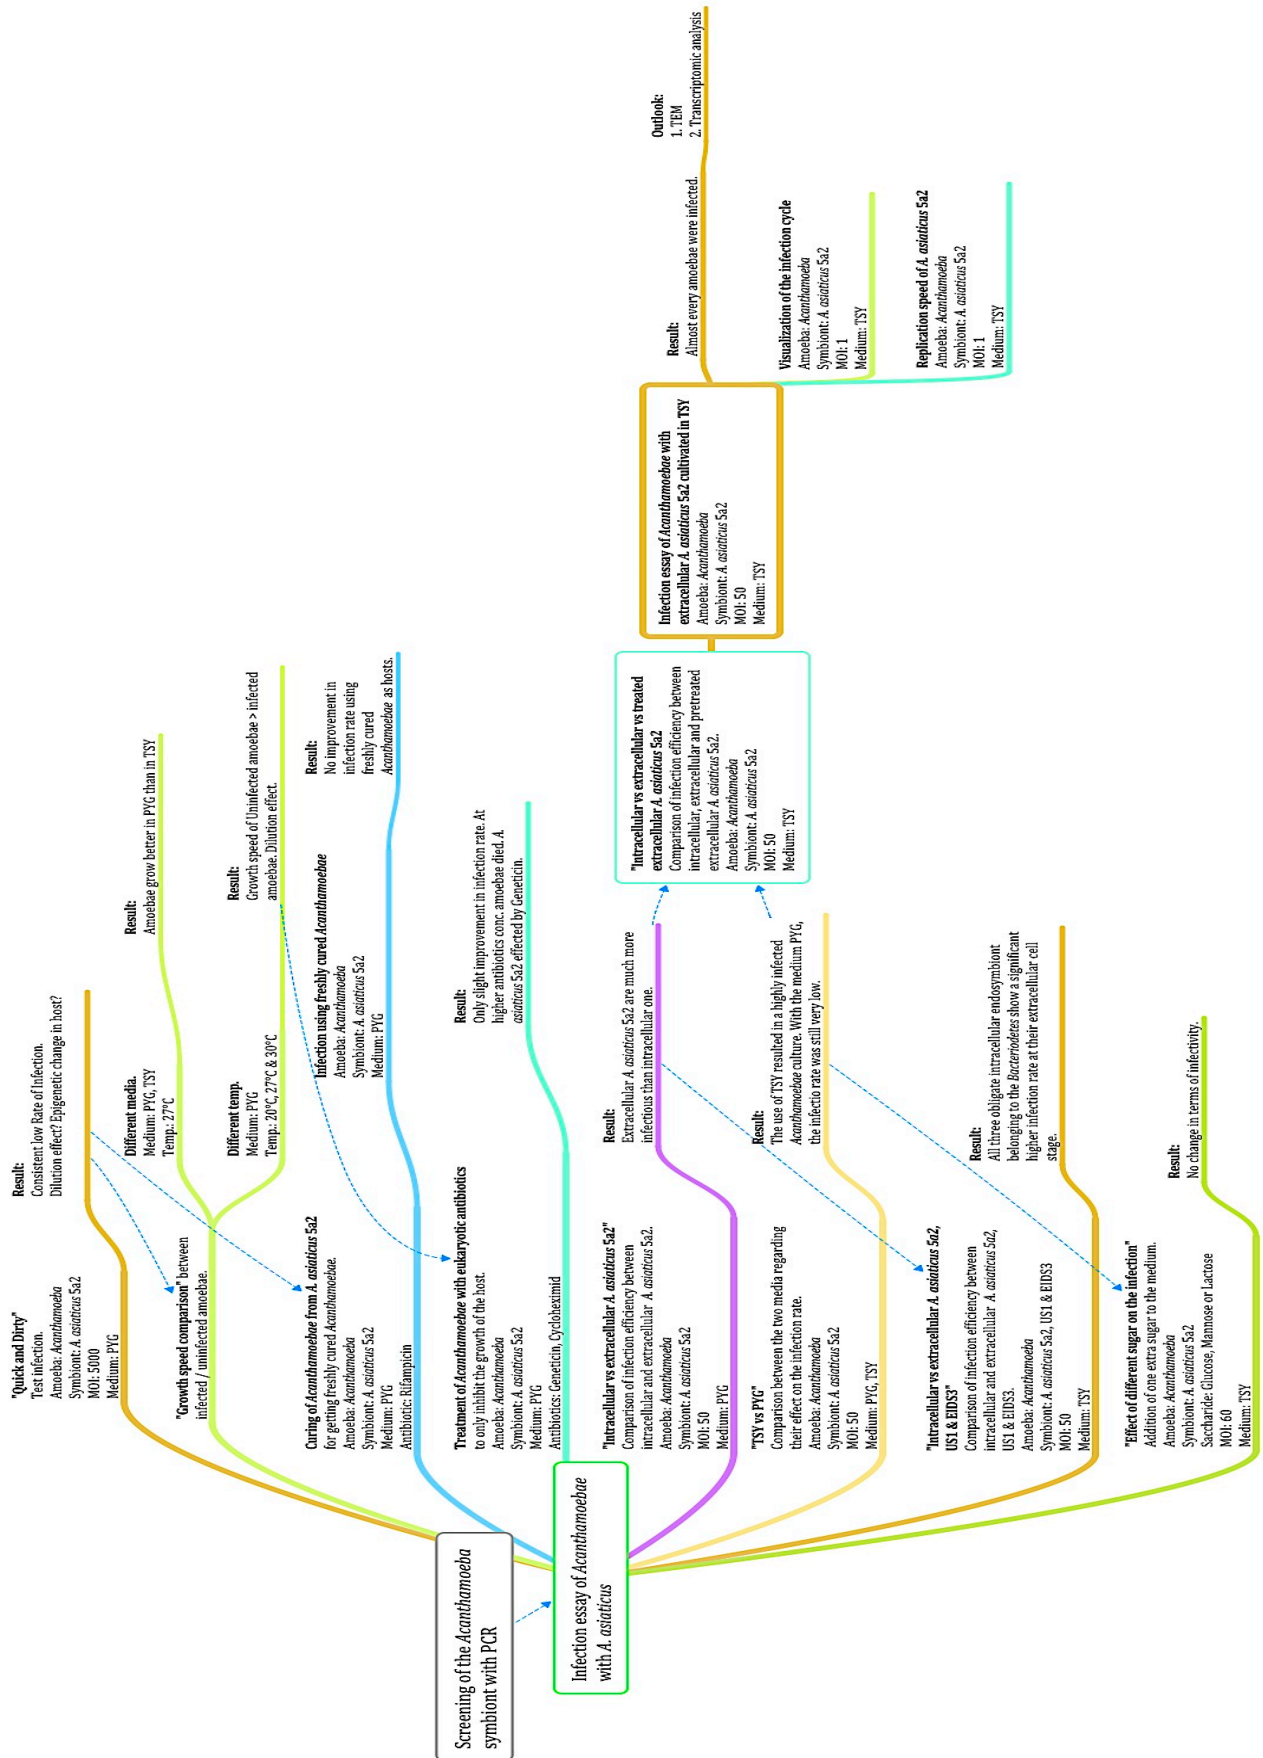 Screening of the Acanthamoeba
symbiont with PCR
Infection essay of Acanthamoebae
with A. asiaticus
"Quick and Dirty"
Test infection.
Amoeba: Acanthamoeba
Symbiont: A. asiaticus 5a2
MOI: 5000
Medium: PYG
Result:
Consistent low Rate of Infection.
Dilution effect? Epigenetic change in host?
"Growth speed comparison" between
infected / uninfected amoebae.
Different media.
Medium: PYG, TSY
Temp.: 27°C
Result:
Amoebae grow better in PYG than in TSY
Different temp.
Medium: PYG
Temp.: 20°C, 27°C & 30°C
Result:
Growth speed of Uninfected amoebae > infected
amoebae. Dilution effect.
Curing of Acanthamoebae from A. asiaticus 5a2
for getting freshly cured Acanthamoebae.
Amoeba: Acanthamoeba
Symbiont: A. asiaticus 5a2
Medium: PYG
Antibiotic: Rifampicin
Infection using freshly cured Acanthamoebae
Amoeba: Acanthamoeba
Symbiont: A. asiaticus 5a2
Medium: PYG
Result:
No improvement in
infection rate using
freshly cured
Acanthamoebae as hosts.
Treatment of Acanthamoebae with eukaryotic antibiotics
to only inhibit the growth of the host.
Amoeba: Acanthamoeba
Symbiont: A. asiaticus 5a2
Medium: PYG
Antibiotics: Geneticin, Cycloheximid
Result:
Only slight improvement in infection rate. At
higher antibiotics conc. amoebae died. A.
asiaticus 5a2 effected by Geneticin.
"Intracellular vs extracellular A. asiaticus 5a2"
Comparison of infection efficiency between
intracellular and extracellular A. asiaticus 5a2.
Amoeba: Acanthamoeba
Symbiont: A. asiaticus 5a2
MOI: 50
Medium: PYG
Result:
Extracellular A. asiaticus 5a2 are much more
infectious than intracellular one.
"TSY vs PYG"
Comparison between the two media regarding
their effect on the infection rate.
Amoeba: Acanthamoeba
Symbiont: A. asiaticus 5a2
MOI: 50
Medium: PYG, TSY
Result:
The use of TSY resulted in a highly infected
Acanthamoebae culture. With the medium PYG,
the infectio rate was still very low.
"Intracellular vs extracellular A. asiaticus 5a2,
US1 & EIDS3"
Comparison of infection efficiency between
intracellular and extracellular A. asiaticus 5a2,
US1 & EIDS3.
Amoeba: Acanthamoeba
Symbiont: A. asiaticus 5a2, US1 & EIDS3
MOI: 50
Medium: TSY
Result:
All three obligate intracellular endosymbiont
belonging to the Bacteriodetes show a significant
higher infection rate at their extracellular cell
stage.
"Effect of different sugar on the infection"
Addition of one extra sugar to the medium.
Amoeba: Acanthamoeba
Symbiont: A. asiaticus 5a2
Saccharide: Glucose, Mannose or Lactose
MOI: 60
Medium: TSY
Result:
No change in terms of infectivity.
"Intracellular vs extracellular vs treated
extracellular A. asiaticus 5a2
Comparison of infection efficiency between
intracellular, extracellular and pretreated
extracellular A. asiaticus 5a2.
Amoeba: Acanthamoeba
Symbiont: A. asiaticus 5a2
MOI: 50
Medium: TSY
Infection essay of Acanthamoebae with
extracellular A. asiaticus 5a2 cultivated in TSY
Amoeba: Acanthamoeba
Symbiont: A. asiaticus 5a2
MOI: 50
Medium: TSY
Result:
Almost every amoebae were infected.
Outlook:
1. TEM
2. Transcriptomic analysis
Visualization of the infection cycle
Amoeba: Acanthamoeba
Symbiont: A. asiaticus 5a2
MOI: 1
Medium: TSY
Replication speed of A. asiaticus 5a2
Amoeba: Acanthamoeba
Symbiont: A. asiaticus 5a2
MOI: 1
Medium: TSY